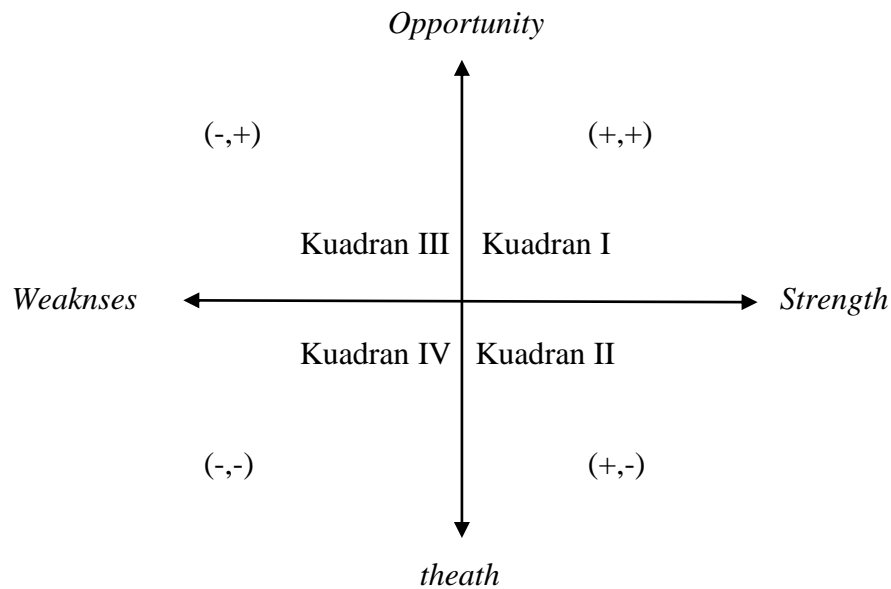 Opportunity
(-,+) (+,+)
Kuadran III Kuadran I
Weaknses Strength
Kuadran IV Kuadran II
(-,-) (+,-)
theath